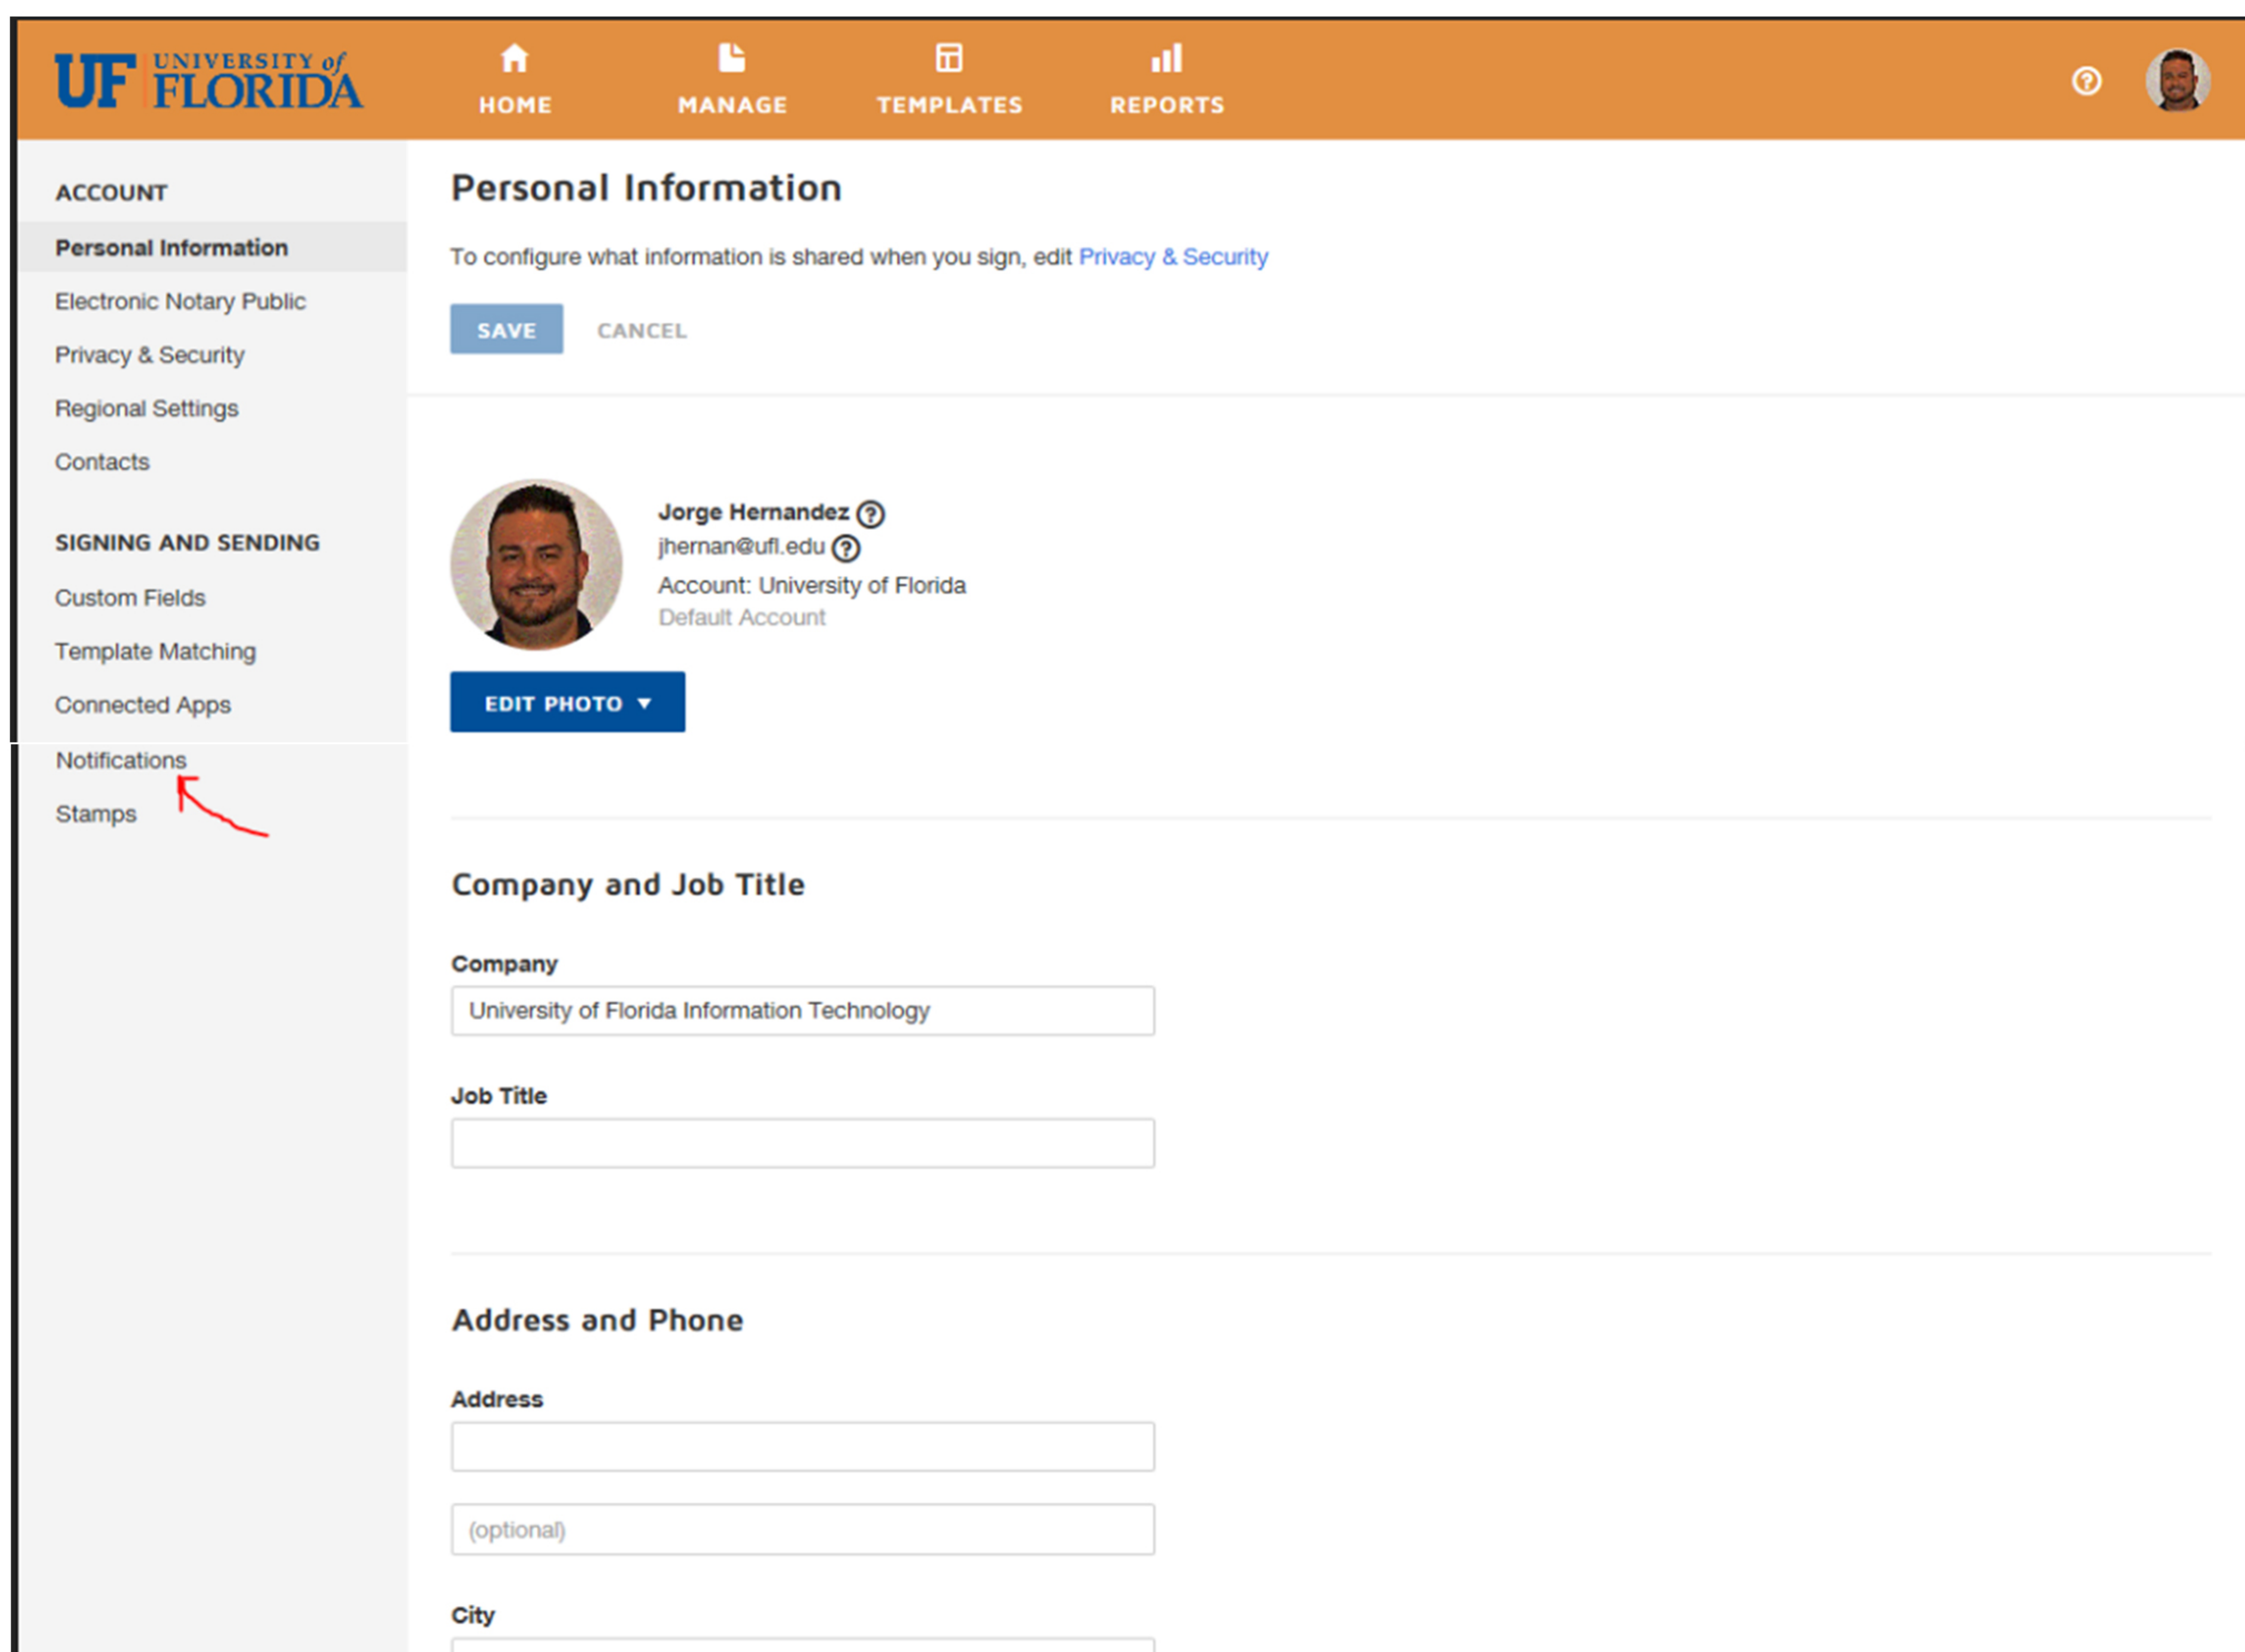 UF UNIVERSITY of FLORIDA
HOME
MANAGE
TEMPLATES
REPORTS
ACCOUNT
Personal Information
Electronic Notary Public
Privacy & Security
Regional Settings
Contacts
SIGNING AND SENDING
Custom Fields
Template Matching
Connected Apps
Notifications
Stamps
Personal Information
To configure what information is shared when you sign, edit Privacy & Security
SAVE CANCEL
Jorge Hernandez
jhernan@ufl.edu
Account: University of Florida
Default Account
EDIT PHOTO
Company and Job Title
Company
University of Florida Information Technology
Job Title
Address and Phone
Address
(optional)
City